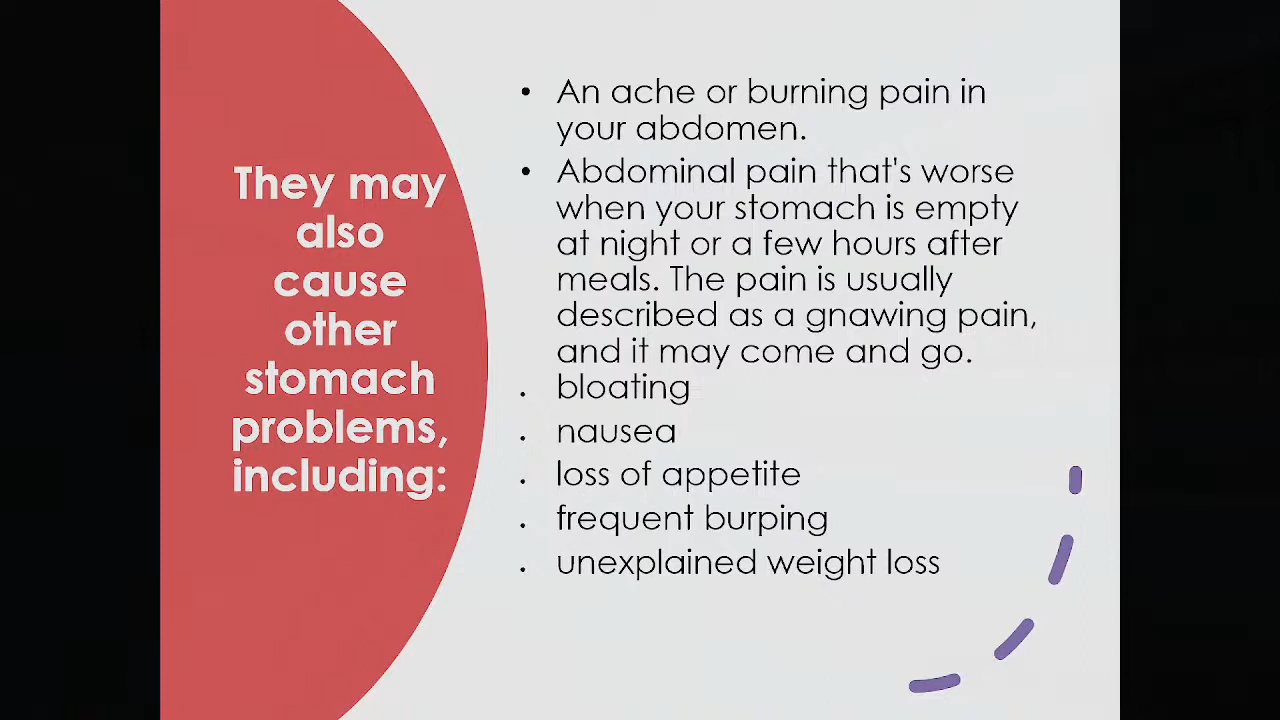 They may
also
cause
other
stomach
problems,
including:
• An ache or burning pain in
your abdomen.
• Abdominal pain that's worse
when your stomach is empty
at night or a few hours after
meals. The pain is usually
described as a gnawing pain,
and it may come and go.
• bloating
• nausea
• loss of appetite
• frequent burping
• unexplained weight loss